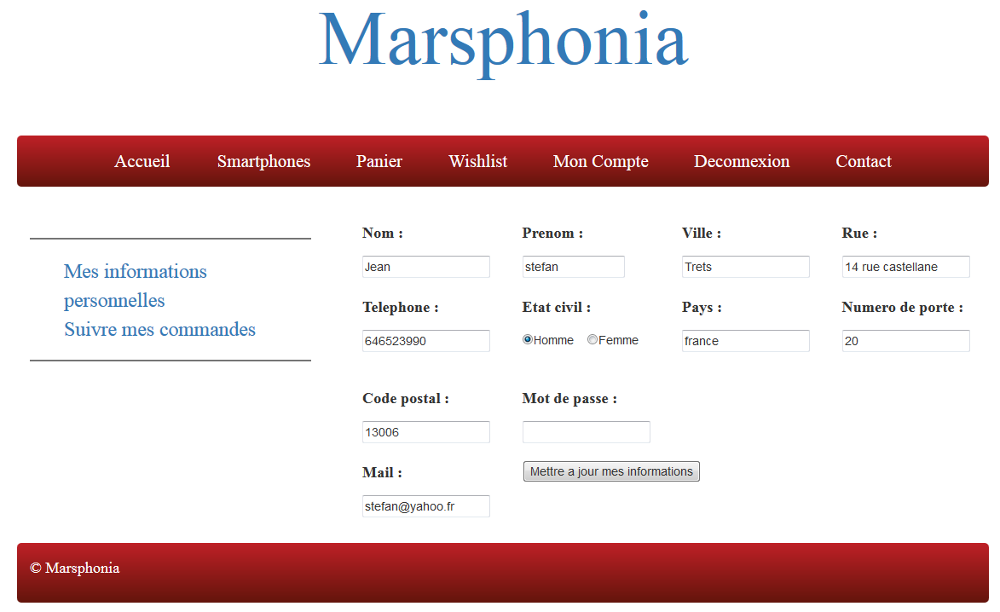 Marsphonia
Accueil Smartphones Panier Wishlist Mon Compte Deconnexion Contact
Mes informations
personnelles
Suivre mes commandes
Nom : Prenom : Ville : Rue :
Jean stefan Trets 14 rue castellane
Telephone : Etat civil : Pays : Numero de porte :
646523990 Homme Femme france 20
Code postal : Mot de passe :
13006
Mail : Mettre a jour mes informations
stefan@yahoo.fr
© Marsphonia